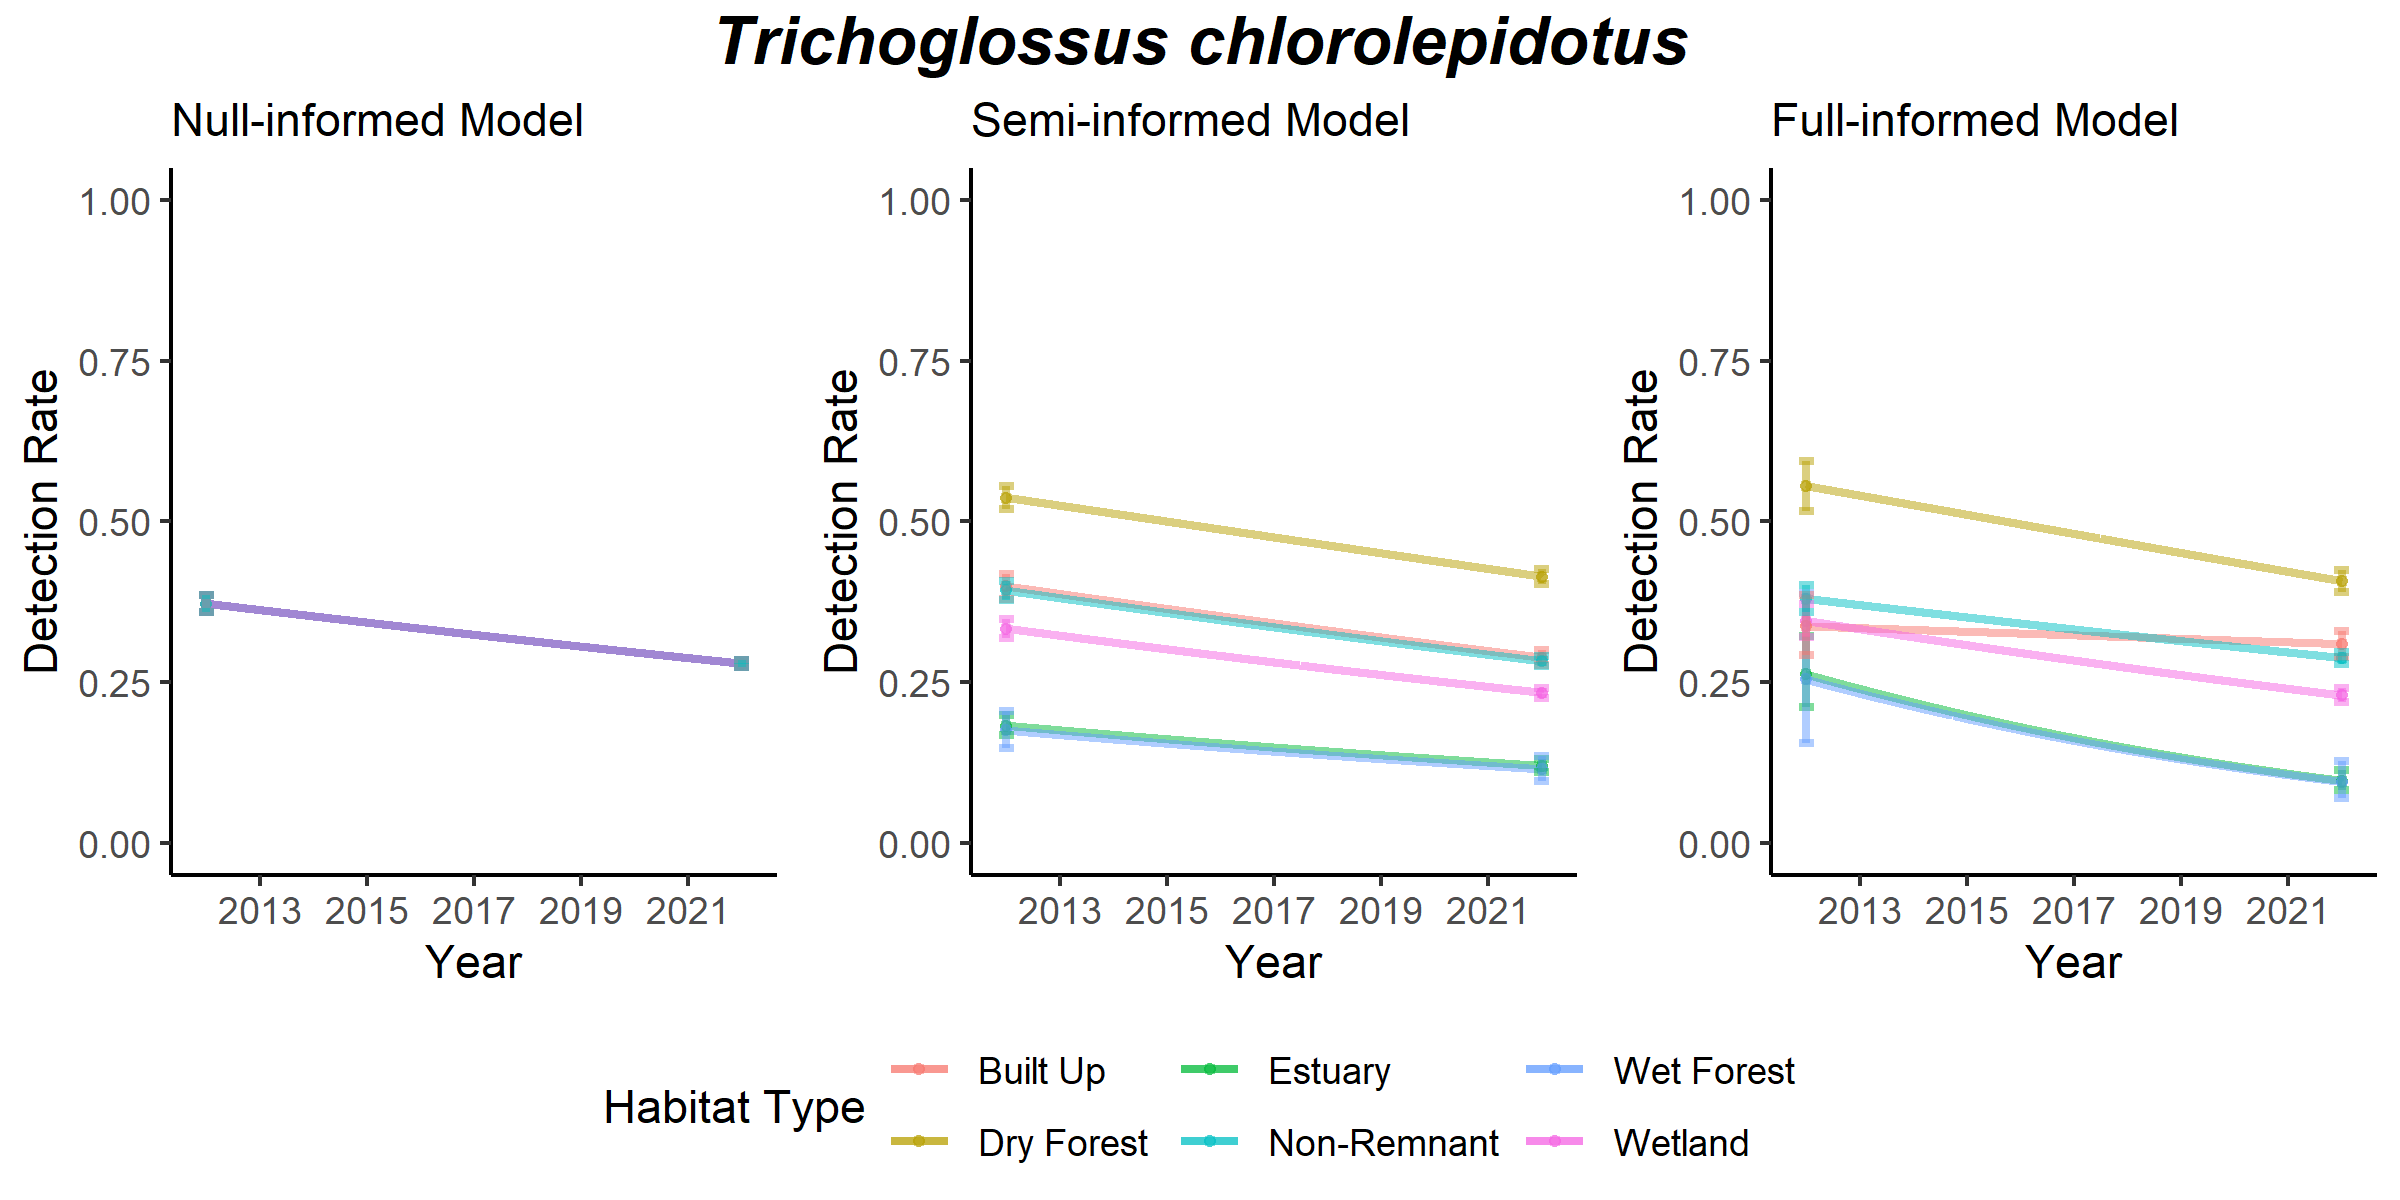 Trichoglossus chlorolepidotus
Null-informed Model
Semi-informed Model
Full-informed Model
Detection Rate
1.00
0.75
0.50
0.25
0.00
2013 2015 2017 2019 2021
Year
Detection Rate
1.00
0.75
0.50
0.25
0.00
2013 2015 2017 2019 2021
Year
Detection Rate
1.00
0.75
0.50
0.25
0.00
2013 2015 2017 2019 2021
Year
Habitat Type
Built Up
Estuary
Wet Forest
Dry Forest
Non-Remnant
Wetland